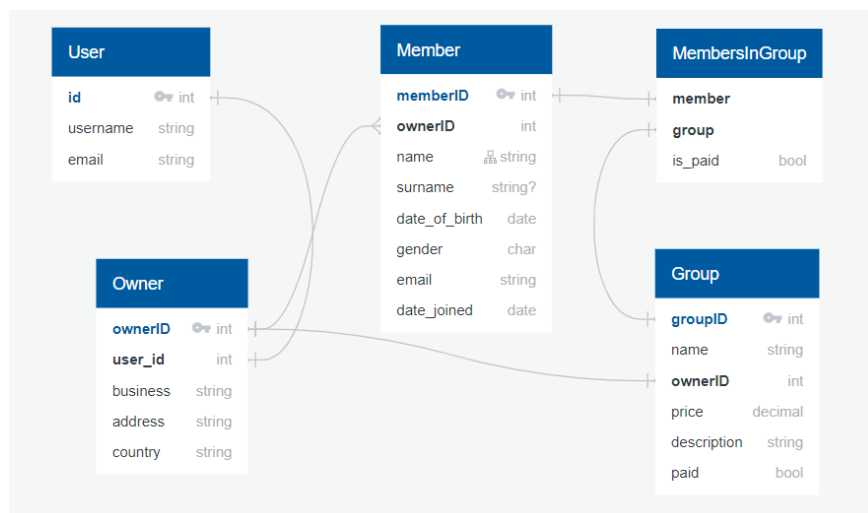 User
id int
username string
email string
Member
memberID int
ownerID int
name string
surname string?
date_of_birth date
gender char
email string
date_joined date
MembersInGroup
member
group
is_paid bool
Owner
ownerID int
user_id int
business string
address string
country string
Group
groupID int
name string
ownerID int
price decimal
description string
paid bool